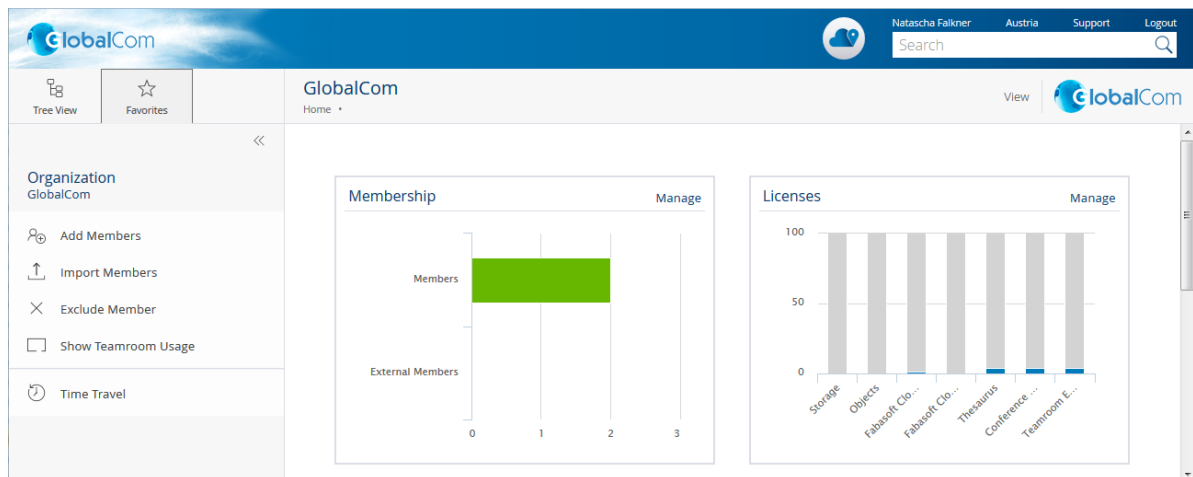 GlobalCom
Natascha Falkner Austria Support Logout
Search
Tree View
Favorites
GlobalCom
Home •
View
GlobalCom
Organization
GlobalCom
Add Members
Import Members
Exclude Member
Show Teamroom Usage
Time Travel
Membership
Manage
Members
External Members
0 1 2 3
Licenses
Manage
100
50
0
Storage
Objects
Fabasoft Clo...
Fabasoft Clo...
Thesaurus
Conference ...
Teamroom E...